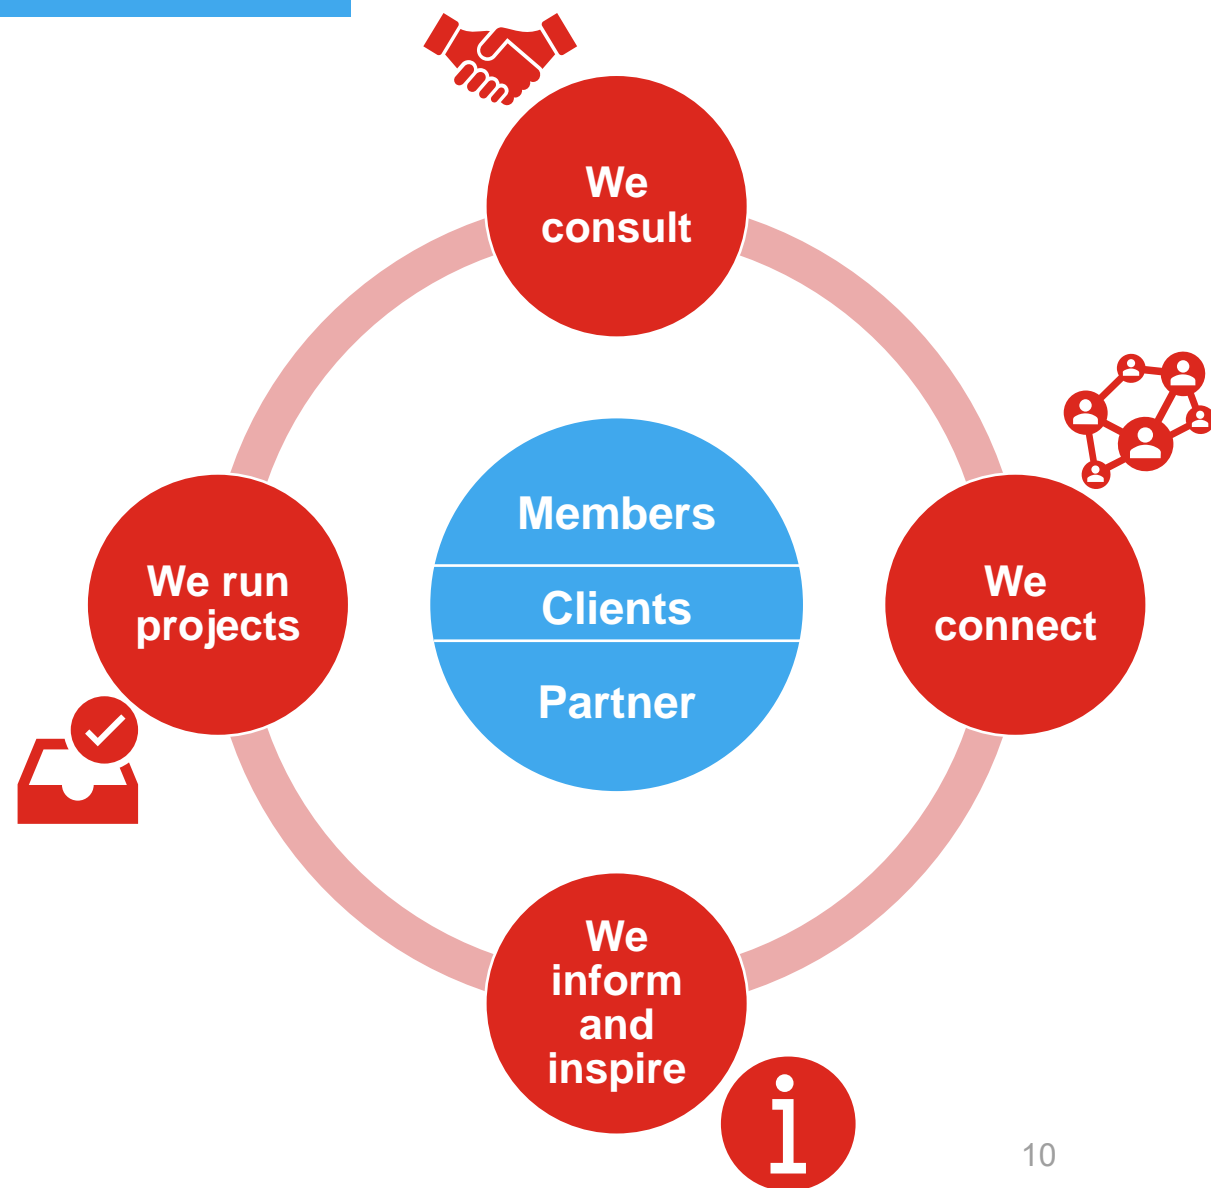 We
consult
Members
Clients
Partner
We run
projects
We
connect
We
inform
and
inspire
10